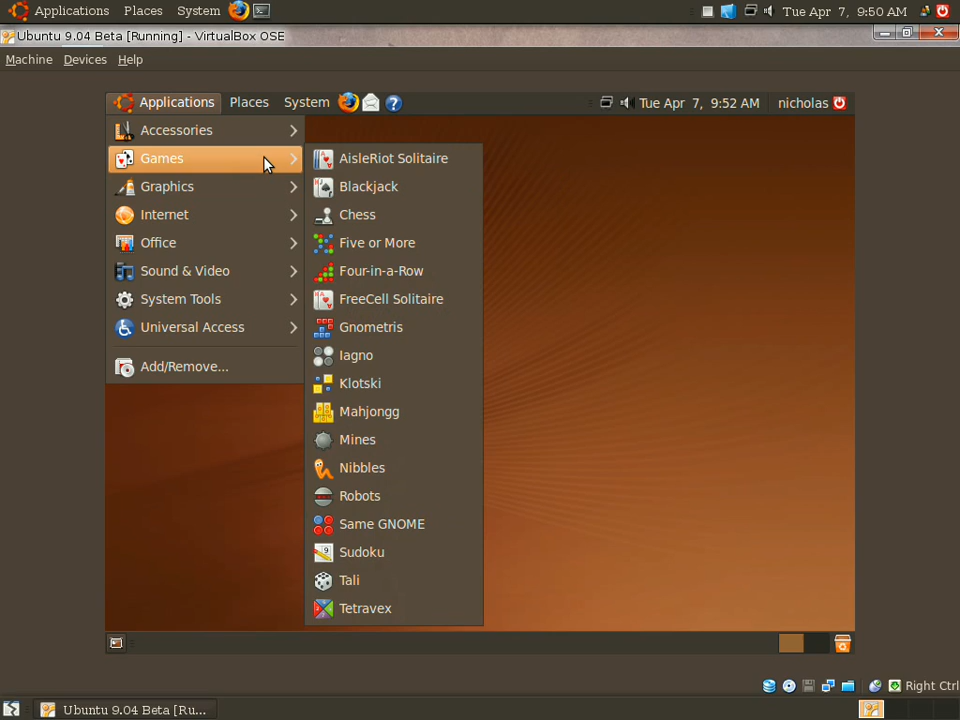 Applications Places System Tue Apr 7, 9:50 AM
Ubuntu 9.04 Beta [Running] - VirtualBox OSE
Machine Devices Help
Applications Places System Tue Apr 7, 9:52 AM nicholas
Accessories
Games
Graphics
Internet
Office
Sound & Video
System Tools
Universal Access
Add/Remove...
AisleRiot Solitaire
Blackjack
Chess
Five or More
Four-in-a-Row
FreeCell Solitaire
Gnometris
Iagno
Klotski
Mahjongg
Mines
Nibbles
Robots
Same GNOME
Sudoku
Tali
Tetravex
Right Ctrl
Ubuntu 9.04 Beta [Ru...